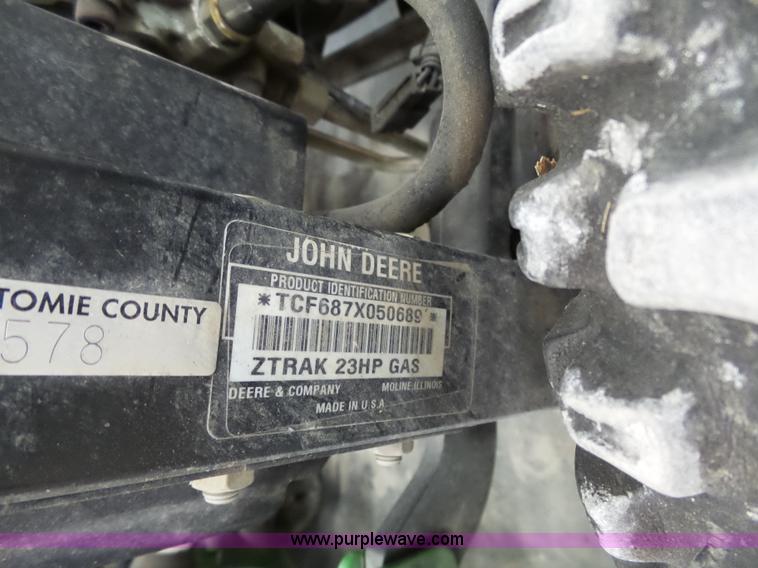 JOHN DEERE
PRODUCT IDENTIFICATION NUMBER
*TCF687X050689*
ZTRAK 23HP GAS
DEERE & COMPANY MOLINE, ILLINOIS
MADE IN U.S.A
TOMIE COUNTY
578
www.purplewave.com